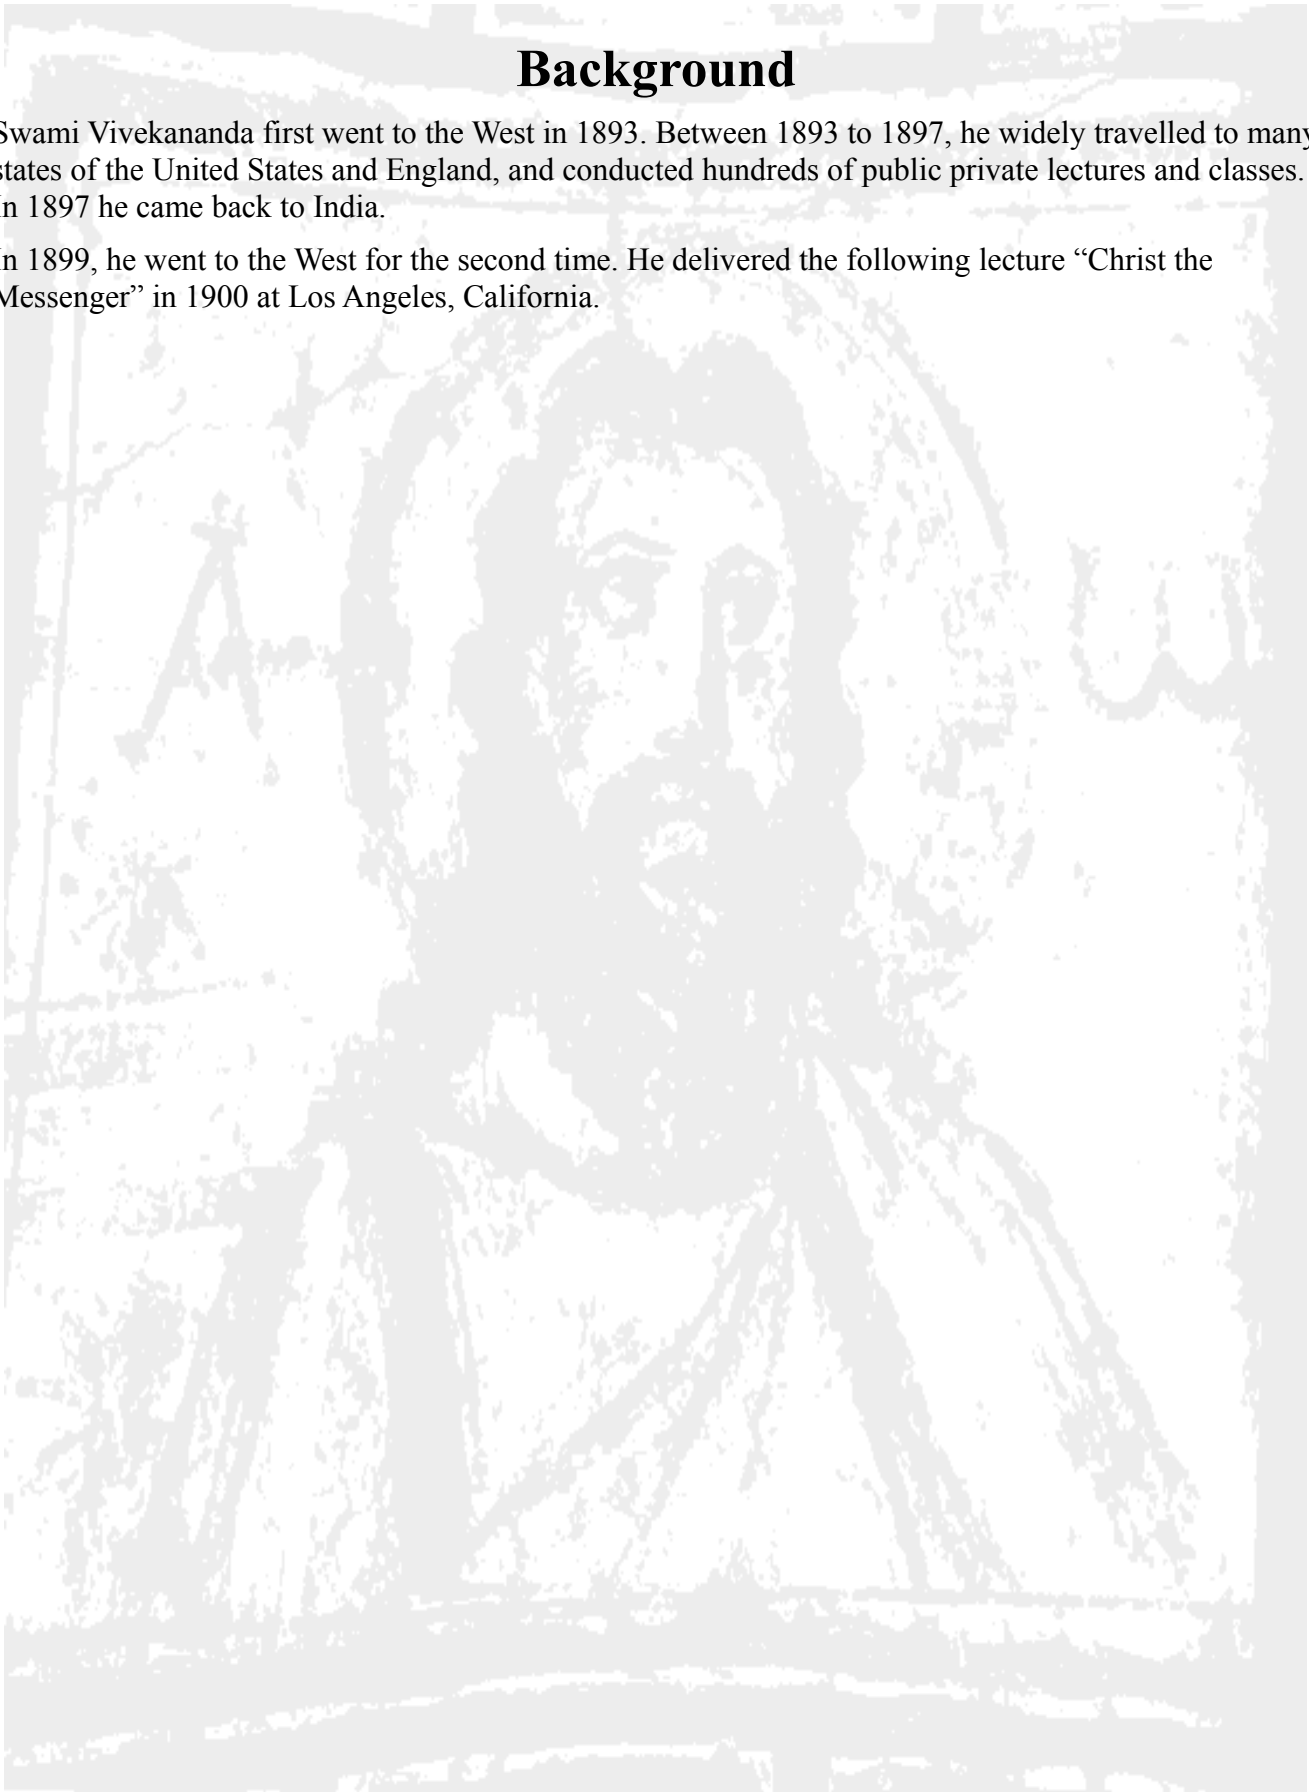 Background
Swami Vivekananda first went to the West in 1893. Between 1893 to 1897, he widely travelled to many
states of the United States and England, and conducted hundreds of public private lectures and classes.
In 1897 he came back to India.
In 1899, he went to the West for the second time. He delivered the following lecture “Christ the
Messenger” in 1900 at Los Angeles, California.
Α
ω